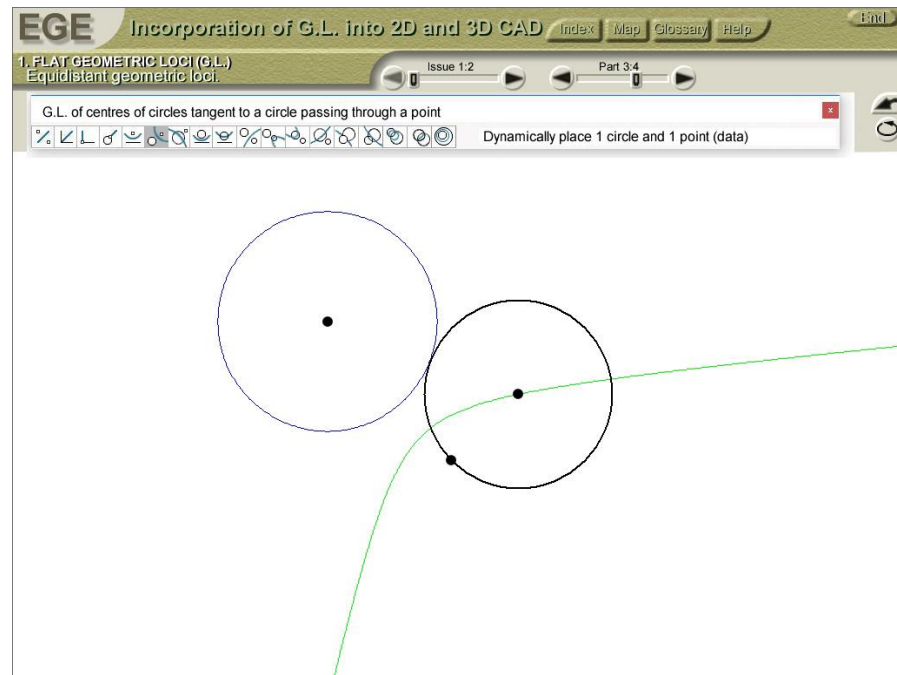 EGE Incorporation of G.L. into 2D and 3D CAD Index Map Glossary Help End
1. FLAT GEOMETRIC LOCI (G.L.)
Equidistant geometric loci.
Issue 1:2 Part 3:4
G.L. of centres of circles tangent to a circle passing through a point x
Dynamically place 1 circle and 1 point (data)